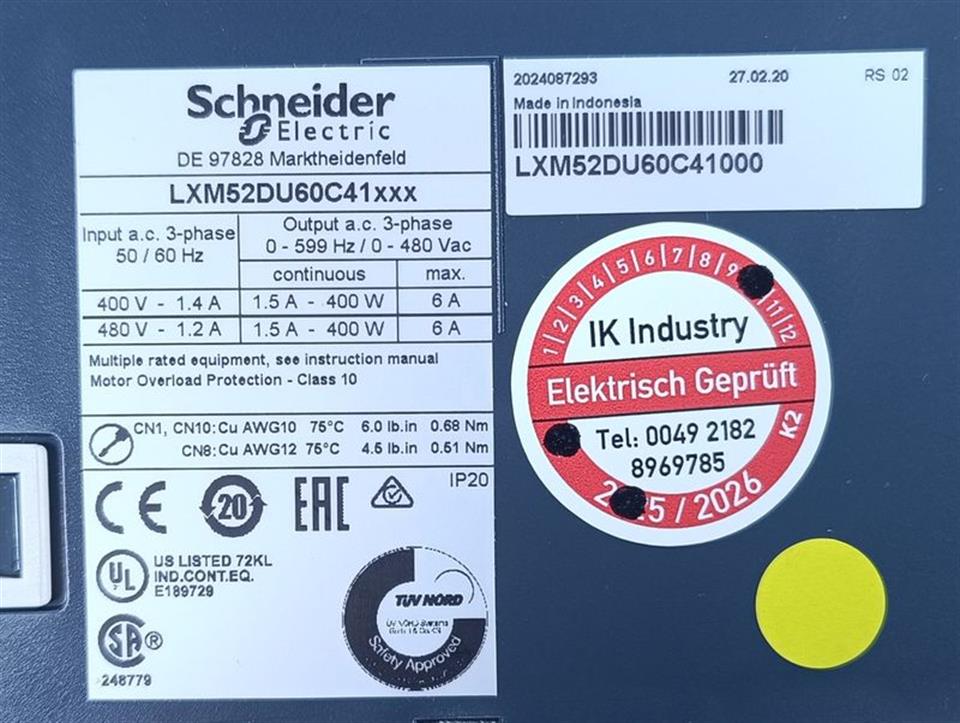 Schneider
Electric
DE 97828 Marktheidenfeld
LXM52DU60C41xxx
Input a.c. 3-phase
50 / 60 Hz
Output a.c. 3-phase
0 - 599 Hz / 0 - 480 Vac
continuous max.
400 V - 1.4 A 1.5 A - 400 W 6 A
480 V - 1.2 A 1.5 A - 400 W 6 A
Multiple rated equipment, see instruction manual
Motor Overload Protection - Class 10
CN1, CN10: Cu AWG10 75°C 6.0 lb.in 0.68 Nm
CN8: Cu AWG12 75°C 4.5 lb.in 0.51 Nm
IP20
CE 20 EAC
UL
US LISTED 72KL
IND.CONT.EQ.
E189729
SA ®
248779
TÜV NORD
Safety Approved
2024087293 27.02.20 RS 02
Made in Indonesia
LXM52DU60C41000
1 2 3 4 5 6 7 8 9 11 12
IK Industry
Elektrisch Geprüft
Tel: 0049 2182
8969785
K2
5 / 2026